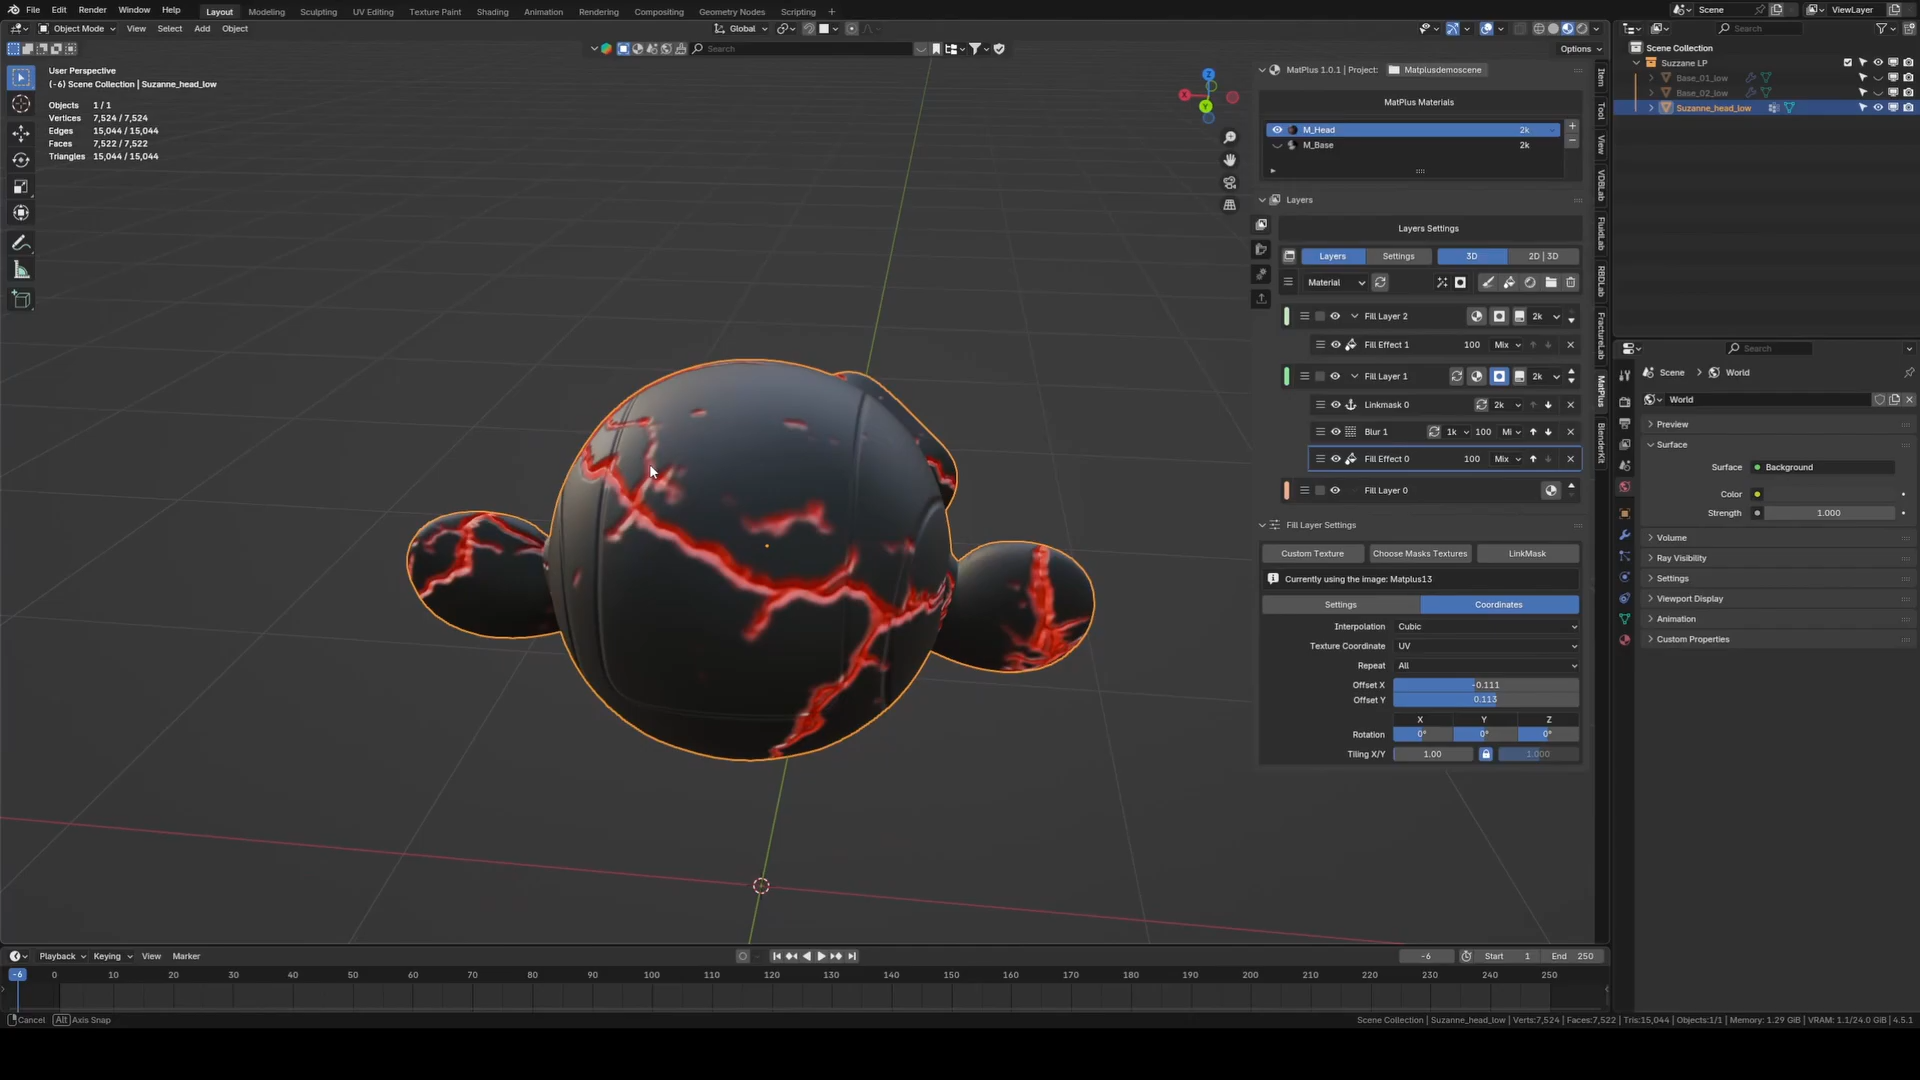 File Edit Render Window Help Layout Modeling Sculpting UV Editing Texture Paint Shading Animation Rendering Compositing Geometry Nodes Scripting + Scene ViewLayer
Object Mode View Select Add Object Global Search
Search Options
User Perspective
(-6) Scene Collection | Suzanne_head_low
Objects 1 / 1
Vertices 7,524 / 7,524
Edges 15,044 / 15,044
Faces 7,522 / 7,522
Triangles 15,044 / 15,044
X
Y
Z
MatPlus 1.0.1 | Project: Matplusdemoscene
MatPlus Materials
M_Head 2k
M_Base 2k
Layers
Layers Settings
Layers Settings 3D 2D | 3D
Material
Fill Layer 2 2k
Fill Effect 1 100 Mix
Fill Layer 1 2k
Linkmask 0 2k
Blur 1 1k 100 Mi
Fill Effect 0 100 Mix
Fill Layer 0
Fill Layer Settings
Custom Texture Choose Masks Textures LinkMask
Currently using the image: Matplus13
Settings Coordinates
Interpolation Cubic
Texture Coordinate UV
Repeat All
Offset X -0.111
Offset Y 0.113
X Y Z
Rotation 0° 0° 0°
Tiling X/Y 1.00 1.000
Item
Tool
View
VDBLab
FluidLab
RBDLab
FractureLab
MatPlus
BlenderKit
Scene Collection
Suzzane LP
Base_01_low
Base_02_low
Suzanne_head_low
Search
Scene > World
World
Preview
Surface
Surface Background
Color
Strength 1.000
Volume
Ray Visibility
Settings
Viewport Display
Animation
Custom Properties
Playback Keying View Marker -6 Start 1 End 250
-6 0 10 20 30 40 50 60 70 80 90 100 110 120 130 140 150 160 170 180 190 200 210 220 230 240 250
Cancel Alt Axis Snap Scene Collection | Suzanne_head_low | Verts:7,524 | Faces:7,522 | Tris:15,044 | Objects:1/1 | Memory: 1.29 GiB | VRAM: 1.1/24.0 GiB | 4.5.1